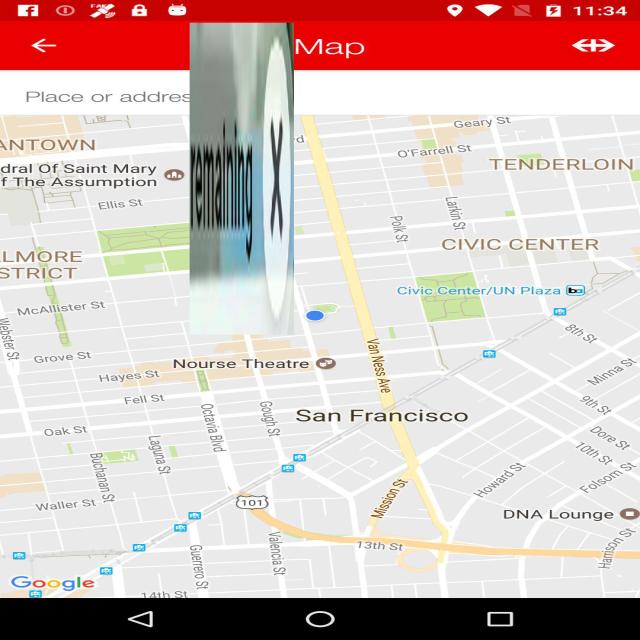 11:34
Map
Place or addres
Geary St
ANTOWN
O'Farrell St
TENDERLOIN
dral Of Saint Mary
f The Assumption
Ellis St
Larkin St
Polk St
remaining
X
CIVIC CENTER
LMORE
STRICT
Civic Center/UN Plaza
McAllister St
Webster St
8th St
Grove St
Nourse Theatre
Van Ness Ave
Minna St
Hayes St
Fell St
9th St
San Francisco
Octavia Blvd
Gough St
Oak St
Dore St
Laguna St
10th St
Buchanan St
Folsom St
Howard St
Waller St
101
Mission St
DNA Lounge
Harrison St
13th St
Guerrero St
Valencia St
Google
14th St